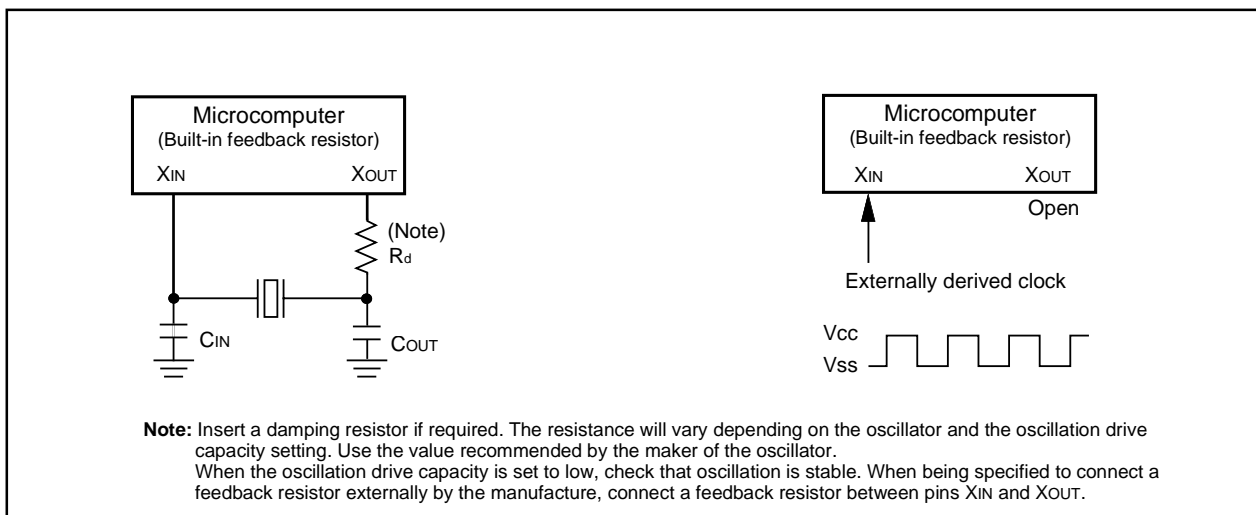 Microcomputer
(Built-in feedback resistor)
XIN XOUT
(Note)
Rd
CIN
COUT
Microcomputer
(Built-in feedback resistor)
XIN XOUT
Open
Externally derived clock
Vcc
Vss
Note: Insert a damping resistor if required. The resistance will vary depending on the oscillator and the oscillation drive
capacity setting. Use the value recommended by the maker of the oscillator.
When the oscillation drive capacity is set to low, check that oscillation is stable. When being specified to connect a
feedback resistor externally by the manufacture, connect a feedback resistor between pins XIN and XOUT.